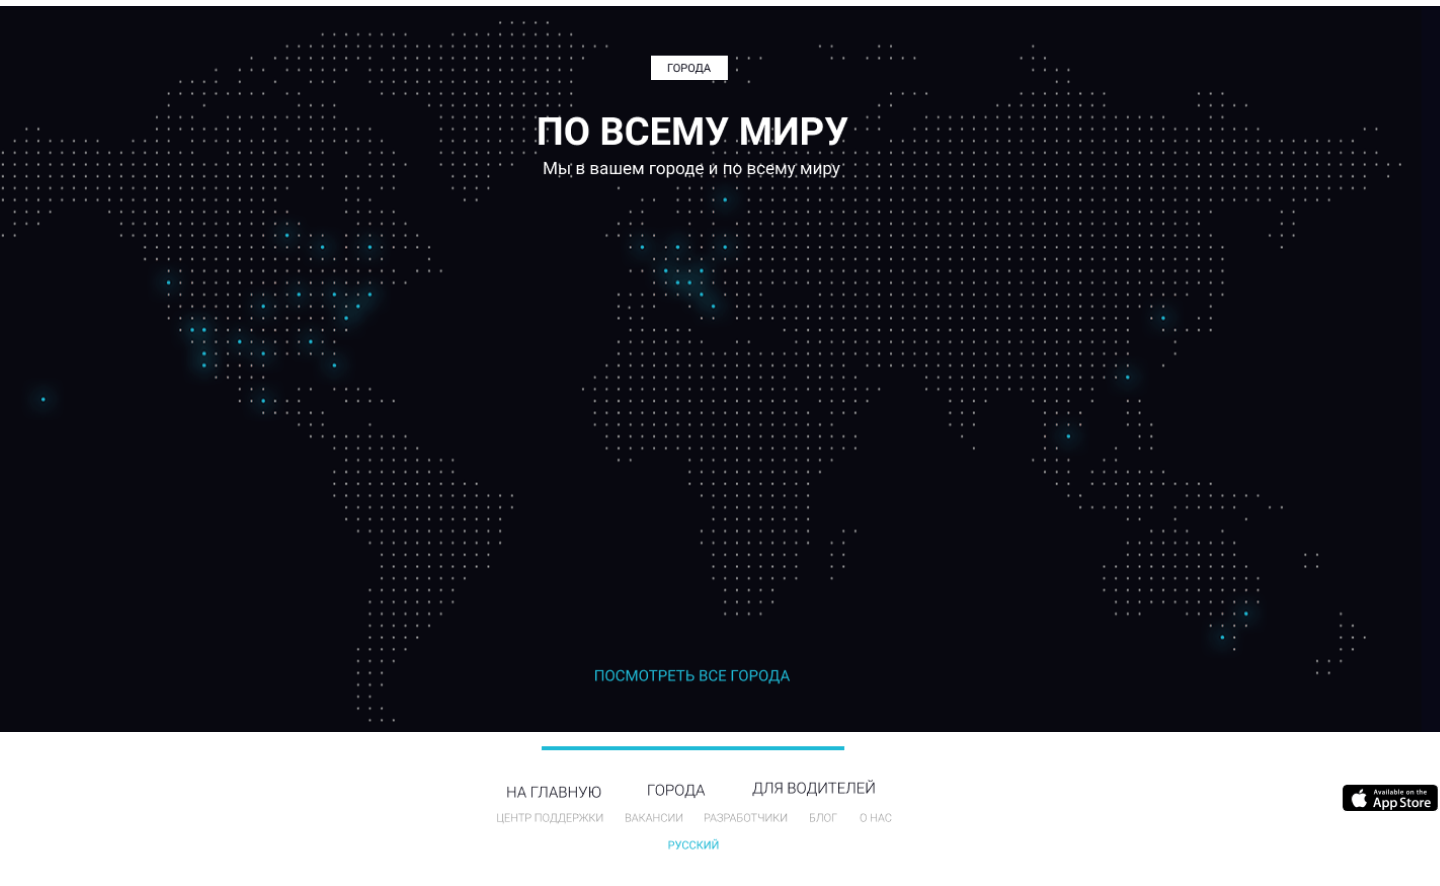 ГОРОДА
ПО ВСЕМУ МИРУ
Мы в вашем городе и по всему миру
ПОСМОТРЕТЬ ВСЕ ГОРОДА
НА ГЛАВНУЮ ГОРОДА ДЛЯ ВОДИТЕЛЕЙ
Available on the
App Store
ЦЕНТР ПОДДЕРЖКИ ВАКАНСИИ РАЗРАБОТЧИКИ БЛОГ О НАС
РУССКИЙ